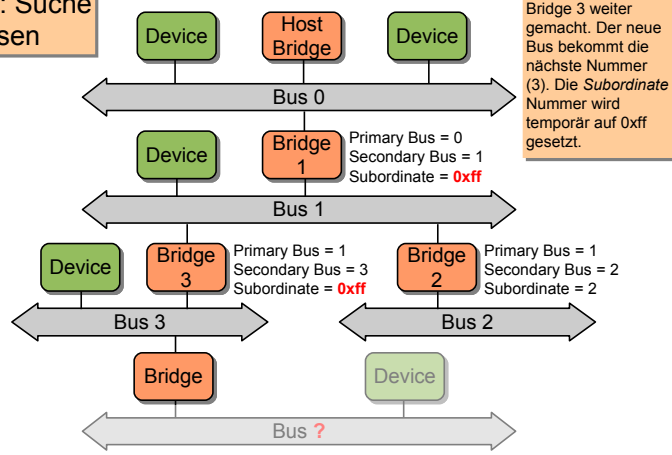 : Suche
sen
Bridge 3 weiter
gemacht. Der neue
Bus bekommt die
nächste Nummer
(3). Die Subordinate
Nummer wird
temporär auf 0xff
gesetzt.
Device
Host
Bridge
Device
Bus 0
Device
Bridge
1
Primary Bus = 0
Secondary Bus = 1
Subordinate = 0xff
Bus 1
Device
Bridge
3
Primary Bus = 1
Secondary Bus = 3
Subordinate = 0xff
Bridge
2
Primary Bus = 1
Secondary Bus = 2
Subordinate = 2
Bus 3
Bus 2
Bridge
Device
Bus ?